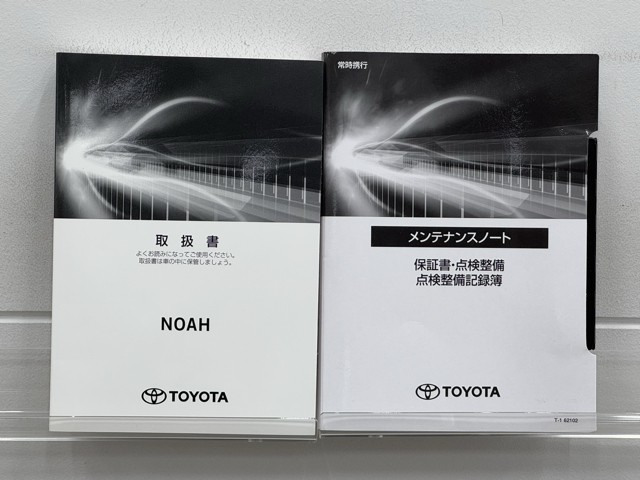 取扱書
よくお読みになってご使用ください。
取扱書は車の中に保管しましょう。
NOAH
TOYOTA
常時携行
メンテナンスノート
保証書・点検整備
点検整備記録簿
TOYOTA
T-1 62102